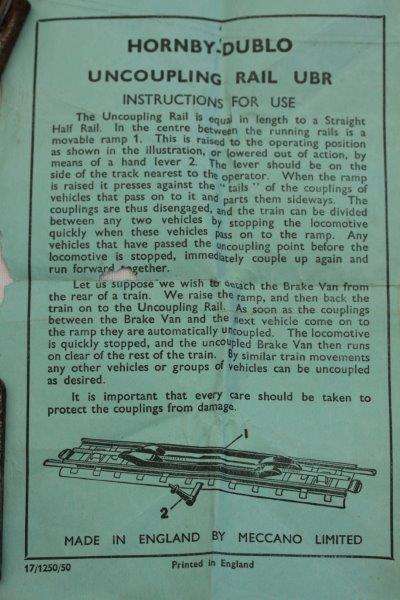 HORNBY-DUBLO
UNCOUPLING RAIL UBR
INSTRUCTIONS FOR USE
The Uncoupling Rail is equal in length to a Straight
Half Rail. In the centre between the running rails is a
movable ramp 1. This is raised to the operating position
as shown in the illustration, or lowered out of action, by
means of a hand lever 2. The lever should be on the
side of the track nearest to the operator. When the ramp
is raised it presses against the "tails" of the couplings of
vehicles that pass on to it and parts them sideways. The
couplings are thus disengaged, and the train can be divided
between any two vehicles by stopping the locomotive
quickly when these vehicles pass on to the ramp. Any
vehicles that have passed the uncoupling point before the
locomotive is stopped, immediately couple up again and
run forward together.
Let us suppose we wish to detach the Brake Van from
the rear of a train. We raise the ramp, and then back the
train on to the Uncoupling Rail. As soon as the couplings
between the Brake Van and the next vehicle come on to
the ramp they are automatically uncoupled. The locomotive
is quickly stopped, and the uncoupled Brake Van then runs
on clear of the rest of the train. By similar train movements
any other vehicles or groups of vehicles can be uncoupled
as desired.
It is important that every care should be taken to
protect the couplings from damage.
1
2
MADE IN ENGLAND BY MECCANO LIMITED
17/1250/50 Printed in England